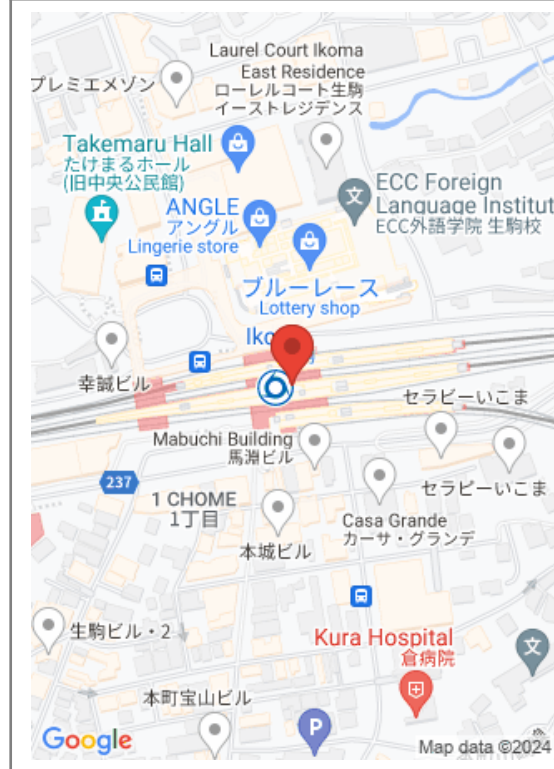 Laurel Court Ikoma
East Residence
ローレルコート生駒
イーストレジデンス
プレミエメゾン
Takemaru Hall
たけまるホール
(旧中央公民館)
ECC Foreign
Language Institut
ECC外語学院 生駒校
ANGLE
アングル
Lingerie store
ブルーレース
Lottery shop
Iko
幸誠ビル
セラビーいこま
Mabuchi Building
馬淵ビル
237
セラビーいこま
1 CHOME
1丁目
Casa Grande
カーサ・グランデ
本城ビル
生駒ビル・2
Kura Hospital
倉病院
文
文
本町宝山ビル
P
Google
Map data ©2024